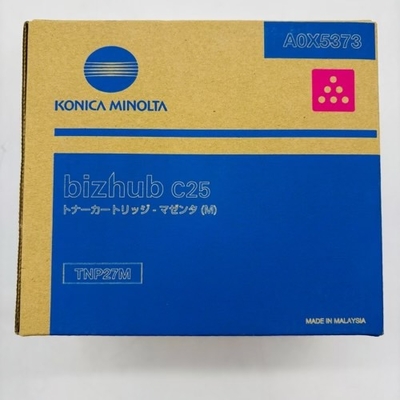 A0X5373
KONICA MINOLTA
bizhub C25
トナーカートリッジ - マゼンタ (M)
TNP27M
MADE IN MALAYSIA